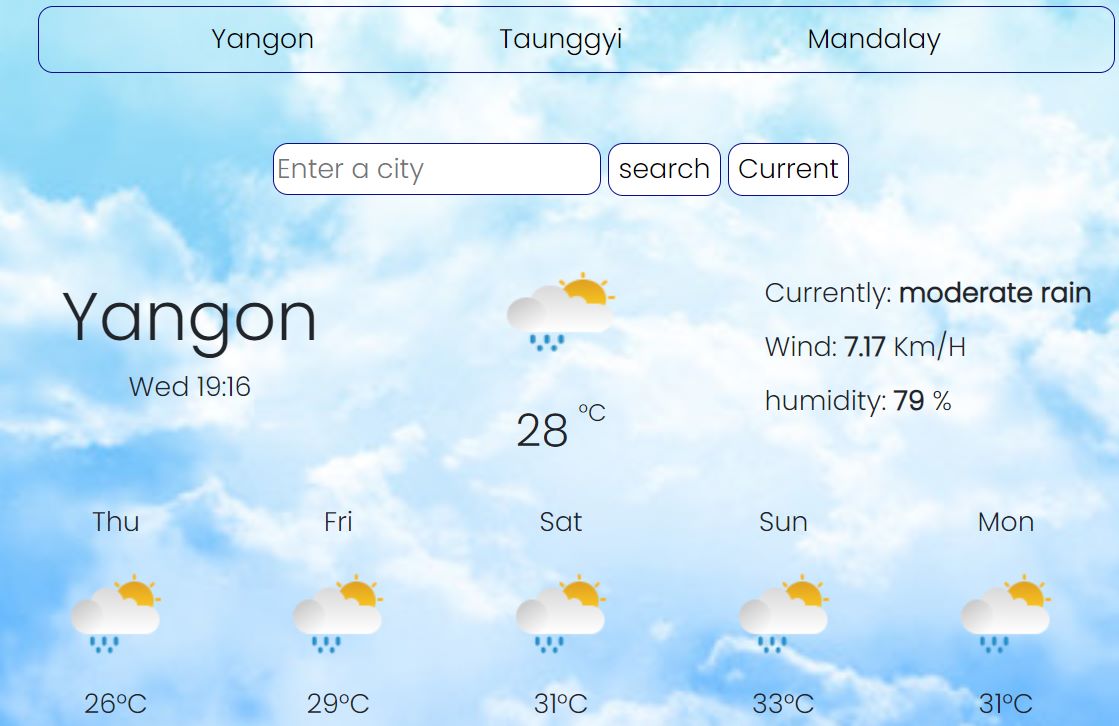 Yangon Taunggyi Mandalay
Enter a city search Current
Yangon
Wed 19:16
28 °C
Currently: moderate rain
Wind: 7.17 Km/H
humidity: 79 %
Thu Fri Sat Sun Mon
26°C 29°C 31°C 33°C 31°C